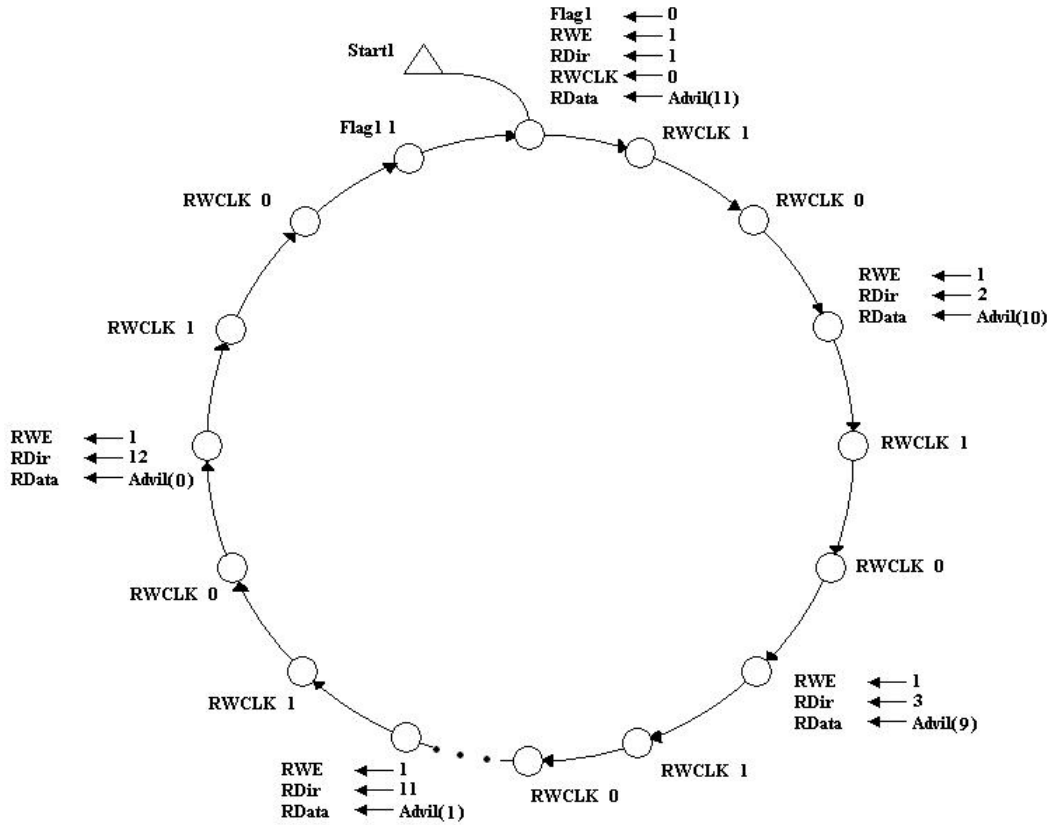 Start1
Flag1 ← 0
RWE ← 1
RDir ← 1
RWCLK ← 0
RData ← Advil(11)
RWCLK 1
RWCLK 0
RWE ← 1
RDir ← 2
RData ← Advil(10)
RWCLK 1
RWCLK 0
RWE ← 1
RDir ← 3
RData ← Advil(9)
RWCLK 1
RWCLK 0
RWE ← 1
RDir ← 11
RData ← Advil(1)
RWCLK 1
RWCLK 0
RWE ← 1
RDir ← 12
RData ← Advil(0)
RWCLK 1
RWCLK 0
Flag1 1